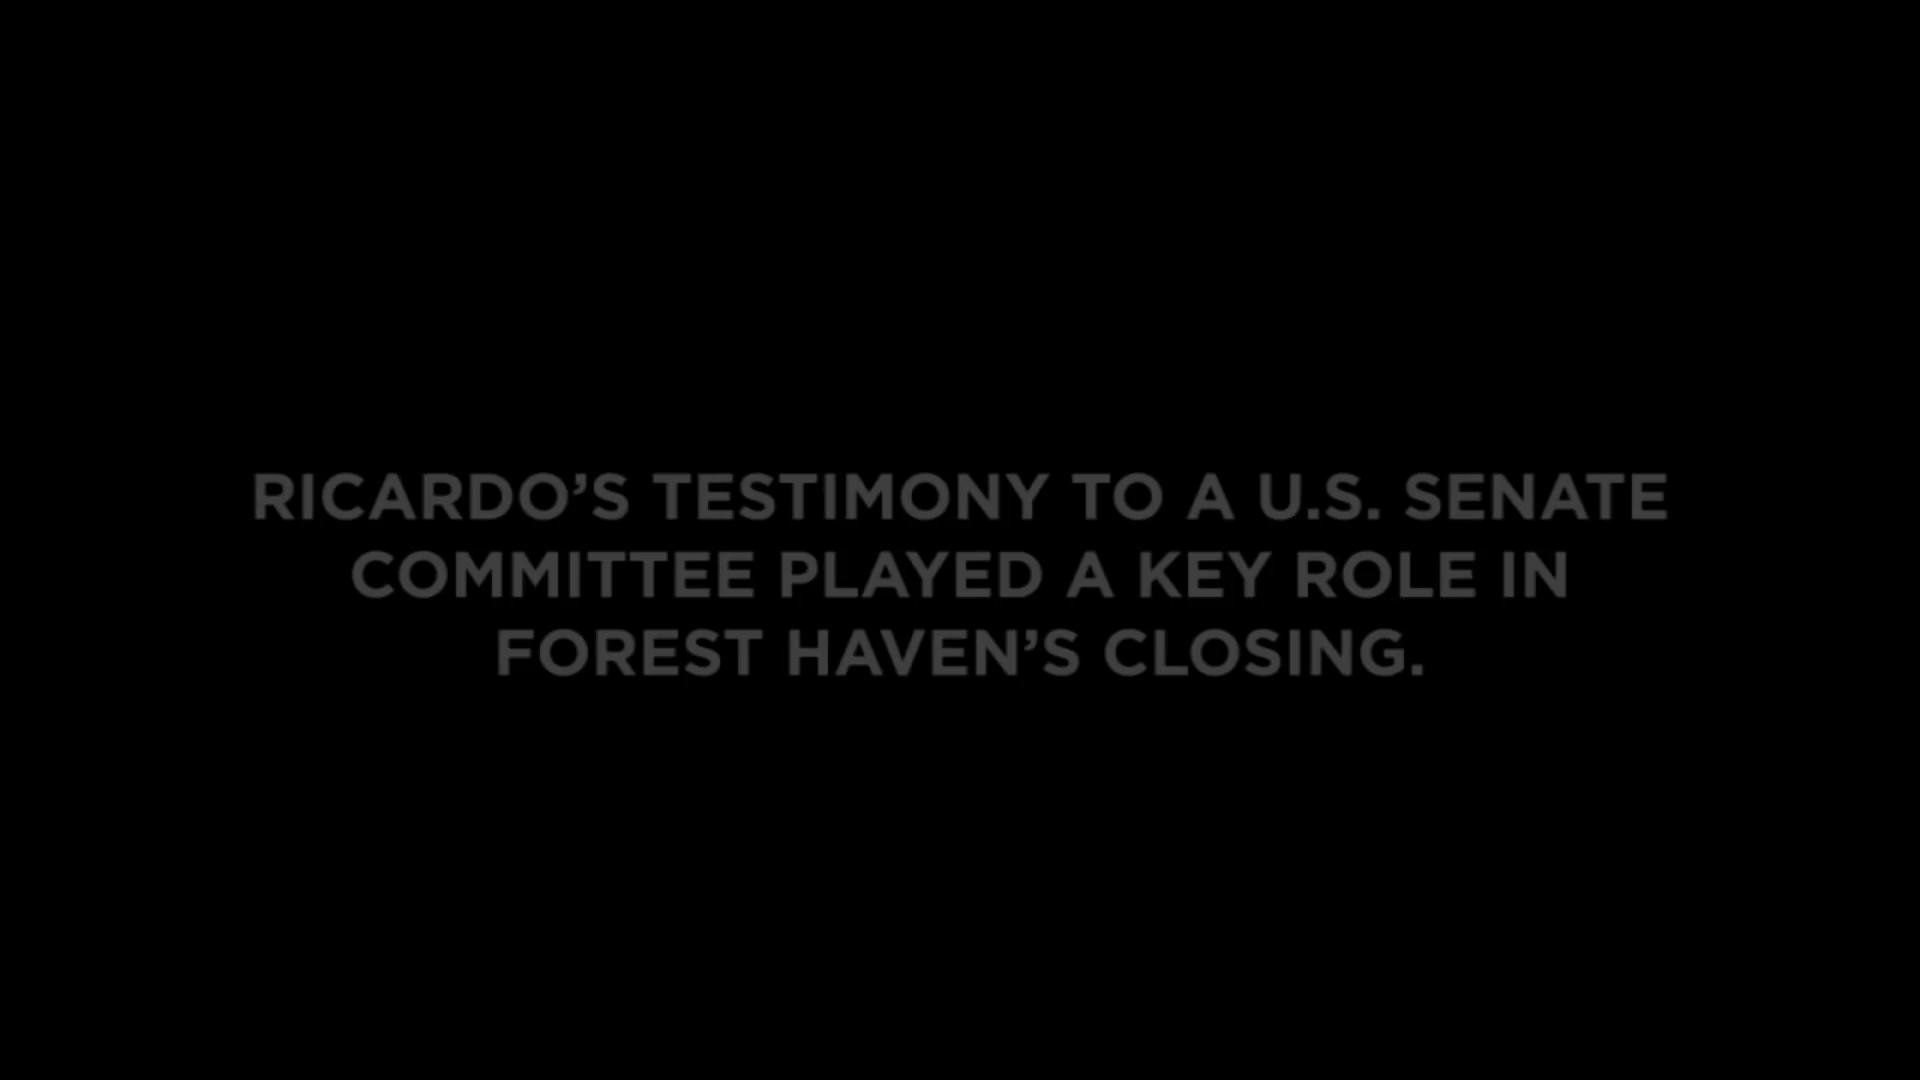 RICARDO’S TESTIMONY TO A U.S. SENATE
COMMITTEE PLAYED A KEY ROLE IN
FOREST HAVEN’S CLOSING.